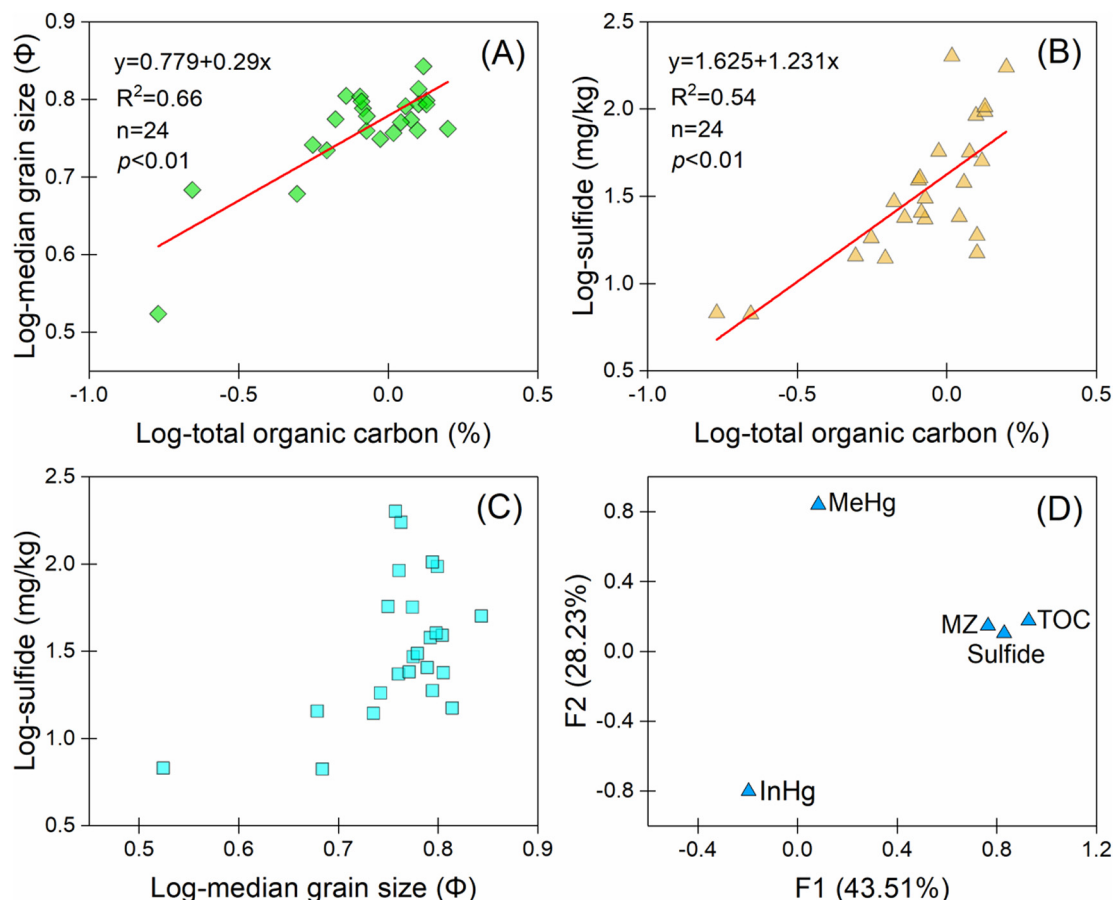 (A)
y=0.779+0.29x
R²=0.66
n=24
p<0.01
Log-median grain size (Φ)
0.9
0.8
0.7
0.6
0.5
-1.0 -0.5 0.0 0.5
Log-total organic carbon (%)
(B)
y=1.625+1.231x
R²=0.54
n=24
p<0.01
Log-sulfide (mg/kg)
2.5
2.0
1.5
1.0
0.5
-1.0 -0.5 0.0 0.5
Log-total organic carbon (%)
(C)
Log-sulfide (mg/kg)
2.5
2.0
1.5
1.0
0.5
0.5 0.6 0.7 0.8 0.9
Log-median grain size (Φ)
(D)
F2 (28.23%)
0.8
0.4
0.0
-0.4
-0.8
MeHg
MZ
TOC
Sulfide
InHg
-0.4 0.0 0.4 0.8 1.2
F1 (43.51%)